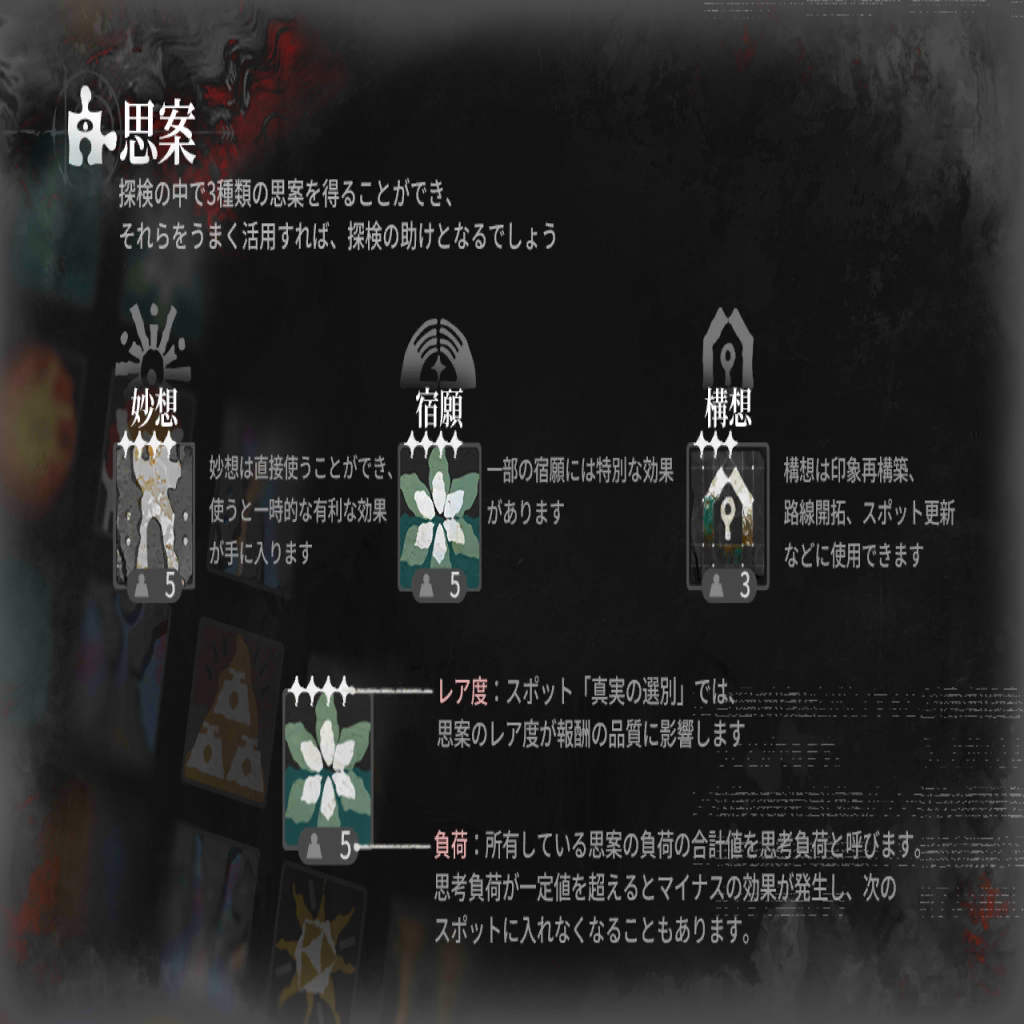 思案
探検の中で3種類の思案を得ることができ、
それらをうまく活用すれば、探検の助けとなるでしょう
妙想
妙想は直接使うことができ、
使うと一時的な有利な効果
が手に入ります
5
宿願
一部の宿願には特別な効果
があります
5
構想
構想は印象再構築、
路線開拓、スポット更新
などに使用できます
3
レア度：スポット「真実の選別」では、
思案のレア度が報酬の品質に影響します
5
負荷：所有している思案の負荷の合計値を思考負荷と呼びます。
思考負荷が一定値を超えるとマイナスの効果が発生し、次の
スポットに入れなくなることもあります。